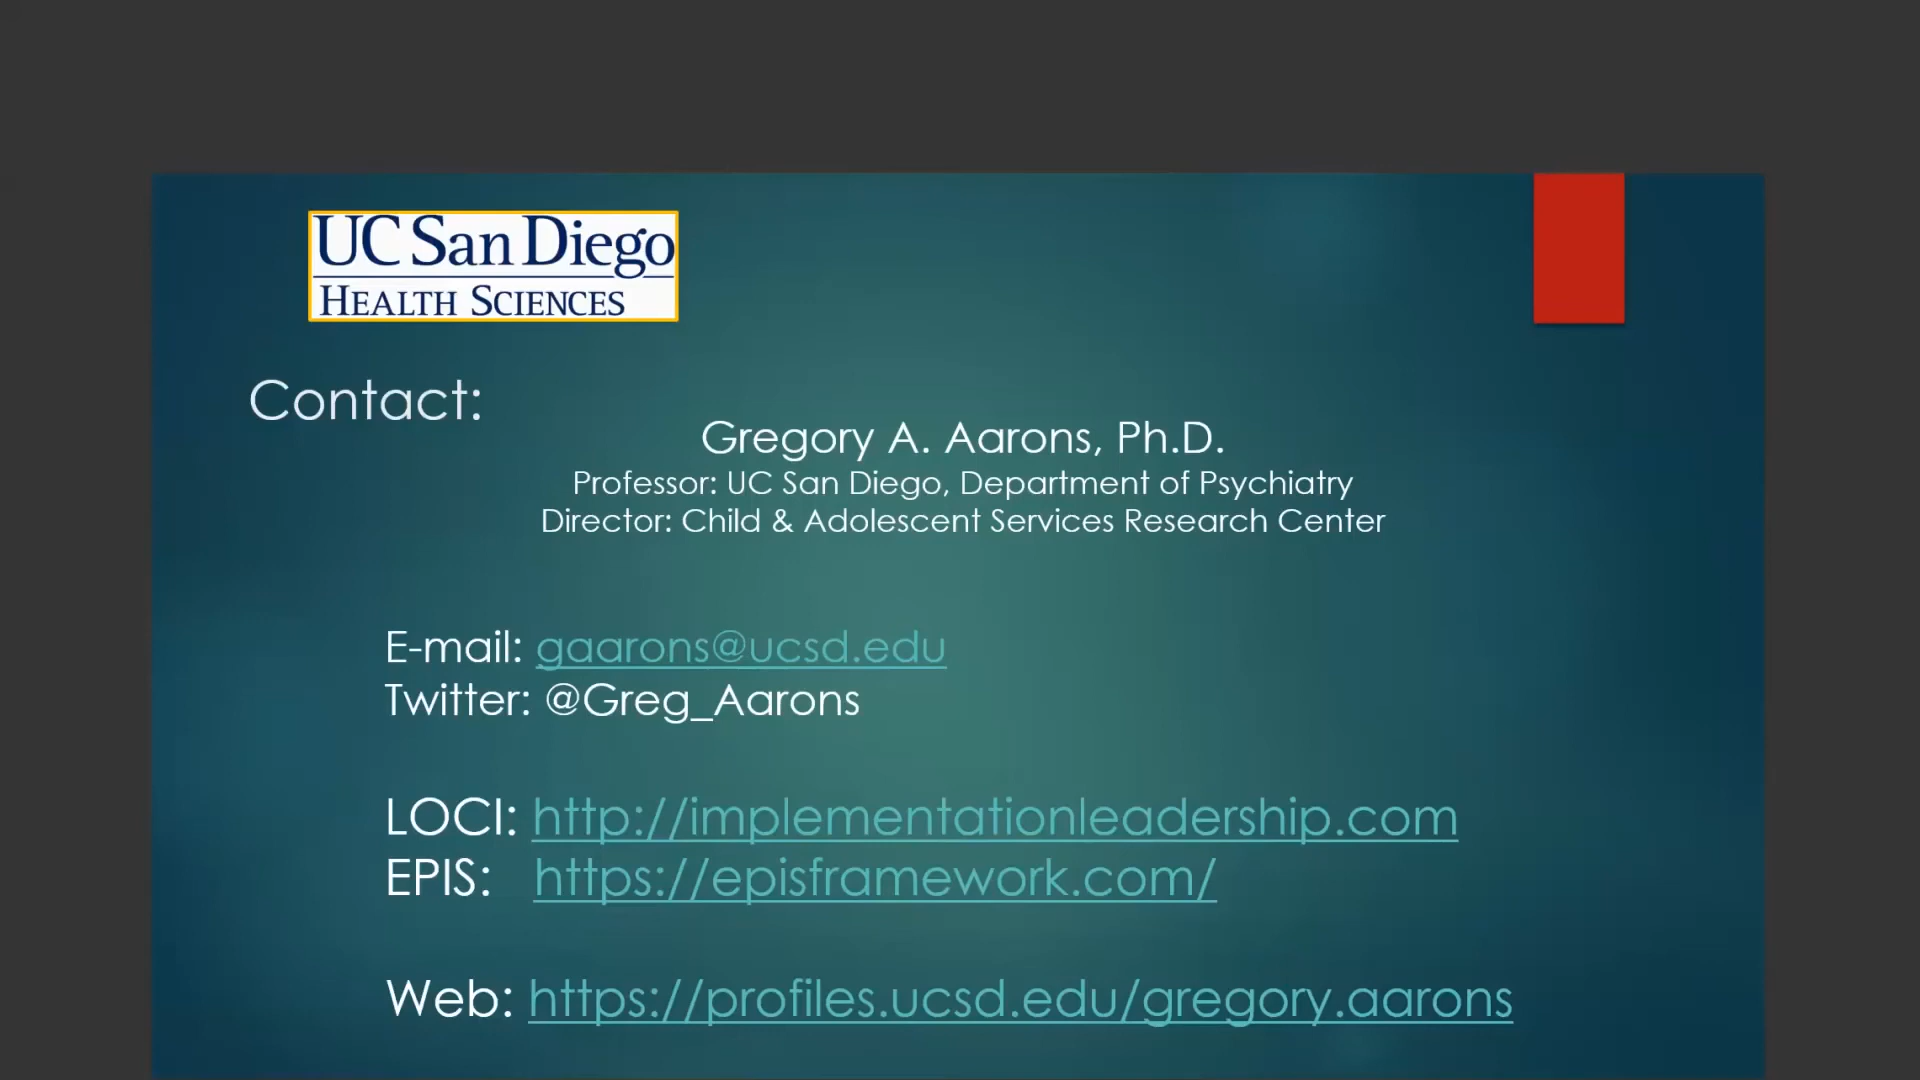 UC San Diego
HEALTH SCIENCES
Contact:
Gregory A. Aarons, Ph.D.
Professor: UC San Diego, Department of Psychiatry
Director: Child & Adolescent Services Research Center
E-mail: gaarons@ucsd.edu
Twitter: @Greg_Aarons
LOCI: http://implementationleadership.com
EPIS: https://episframework.com/
Web: https://profiles.ucsd.edu/gregory.aarons